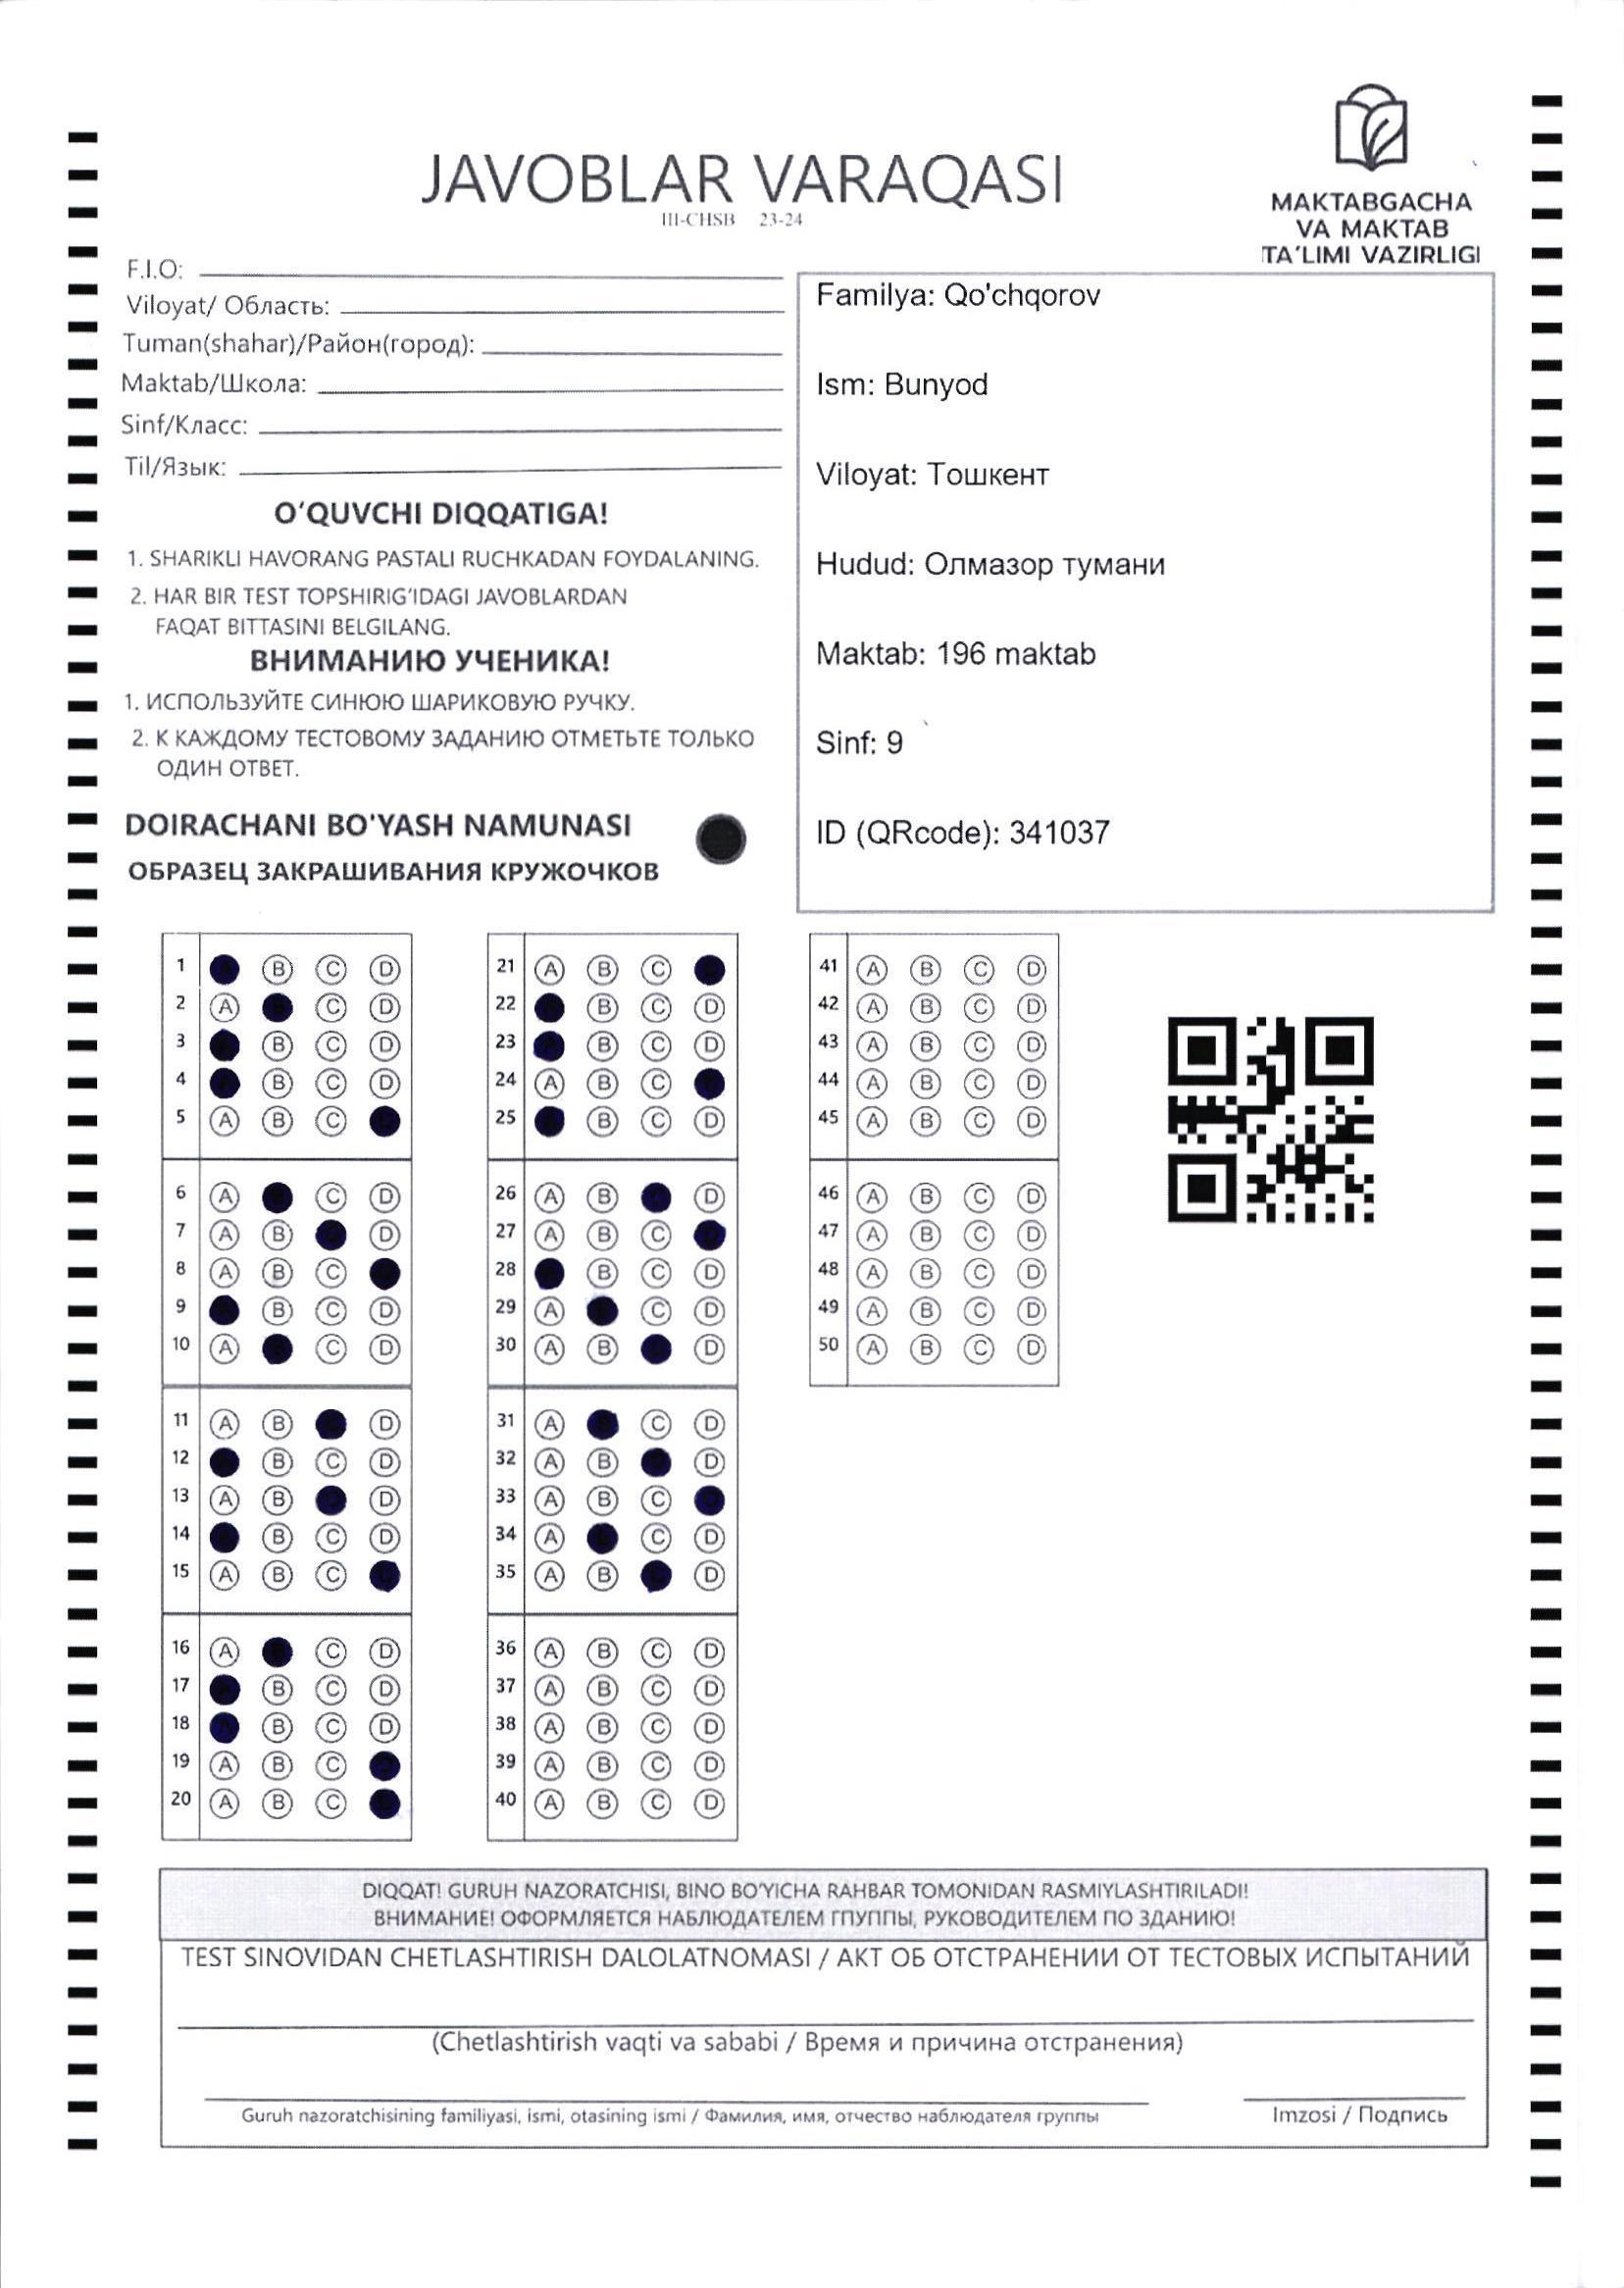 JAVOBLAR VARAQASI
III-CHSB 23-24
MAKTABGACHA
VA MAKTAB
TA'LIMI VAZIRLIGI
F.I.O:
Viloyat/ Область:
Tuman(shahar)/Район(город):
Maktab/Школа:
Sinf/Класс:
Til/Язык:
O'QUVCHI DIQQATIGA!
1. SHARIKLI HAVORANG PASTALI RUCHKADAN FOYDALANING.
2. HAR BIR TEST TOPSHIRIG'IDAGI JAVOBLARDAN
FAQAT BITTASINI BELGILANG.
ВНИМАНИЮ УЧЕНИКА!
1. ИСПОЛЬЗУЙТЕ СИНЮЮ ШАРИКОВУЮ РУЧКУ.
2. К КАЖДОМУ ТЕСТОВОМУ ЗАДАНИЮ ОТМЕТЬТЕ ТОЛЬКО
ОДИН ОТВЕТ.
DOIRACHANI BO'YASH NAMUNASI
ОБРАЗЕЦ ЗАКРАШИВАНИЯ КРУЖОЧКОВ
Familya: Qo'chqorov
Ism: Bunyod
Viloyat: Тошкент
Hudud: Олмазор тумани
Maktab: 196 maktab
Sinf: 9
ID (QRcode): 341037
1 B C D
2 A C D
3 B C D
4 B C D
5 A B C
6 A C D
7 A B D
8 A B C
9 B C D
10 A C D
11 A B D
12 B C D
13 A B D
14 B C D
15 A B C
16 A C D
17 B C D
18 B C D
19 A B C
20 A B C
21 A B C
22 B C D
23 B C D
24 A B C
25 B C D
26 A B D
27 A B C
28 B C D
29 A C D
30 A B D
31 A C D
32 A B D
33 A B C
34 A C D
35 A B D
36 A B C D
37 A B C D
38 A B C D
39 A B C D
40 A B C D
41 A B C D
42 A B C D
43 A B C D
44 A B C D
45 A B C D
46 A B C D
47 A B C D
48 A B C D
49 A B C D
50 A B C D
DIQQAT! GURUH NAZORATCHISI, BINO BO'YICHA RAHBAR TOMONIDAN RASMIYLASHTIRILADI!
ВНИМАНИЕ! ОФОРМЛЯЕТСЯ НАБЛЮДАТЕЛЕМ ГПУППЫ, РУКОВОДИТЕЛЕМ ПО ЗДАНИЮ!
TEST SINOVIDAN CHETLASHTIRISH DALOLATNOMASI / АКТ ОБ ОТСТРАНЕНИИ ОТ ТЕСТОВЫХ ИСПЫТАНИЙ
(Chetlashtirish vaqti va sababi / Время и причина отстранения)
Guruh nazoratchisining familiyasi, ismi, otasining ismi / Фамилия, имя, отчество наблюдателя группы
Imzosi / Подпись